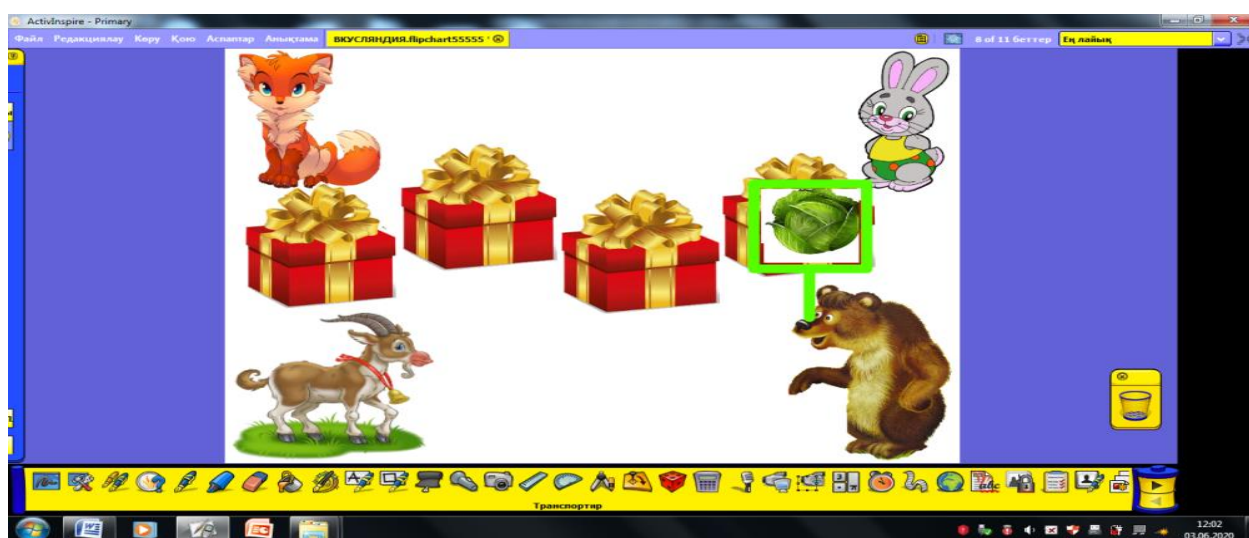 ActivInspire - Primary
Файл Редакциялау Көру Қою Аспаптар Анықтама ВКУСЛЯНДИЯ.flipchart55555 * 8 of 11 беттер Ең лайық
Транспортир
12:02
03.06.2020